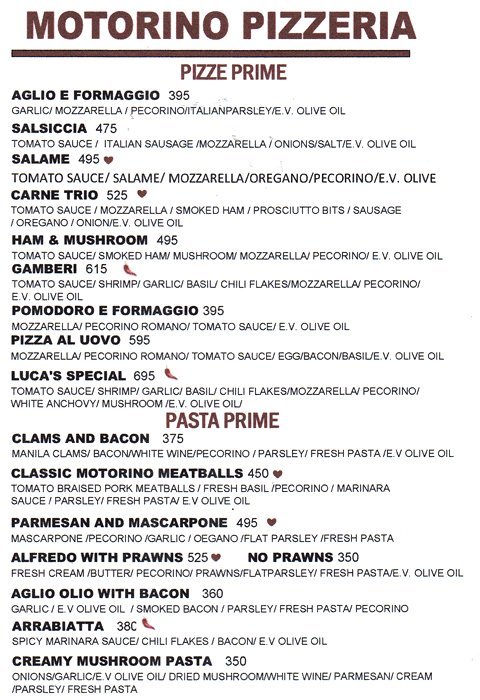 MOTORINO PIZZERIA
PIZZE PRIME
AGLIO E FORMAGGIO 395
GARLIC/ MOZZARELLA / PECORINO/ITALIANPARSLEY/E.V. OLIVE OIL
SALSICCIA 475
TOMATO SAUCE / ITALIAN SAUSAGE /MOZZARELLA / ONIONS/SALT/E.V. OLIVE OIL
SALAME 495
TOMATO SAUCE/ SALAME/ MOZZARELLA/OREGANO/PECORINO/E.V. OLIVE
CARNE TRIO 525
TOMATO SAUCE / MOZZARELLA / SMOKED HAM / PROSCIUTTO BITS / SAUSAGE
/ OREGANO / ONION/E.V. OLIVE OIL
HAM & MUSHROOM 495
TOMATO SAUCE/ SMOKED HAM/ MUSHROOM/ MOZZARELLA/ PECORINO/ E.V. OLIVE OIL
GAMBERI 615
TOMATO SAUCE/ SHRIMP/ GARLIC/ BASIL/ CHILI FLAKES/MOZZARELLA/ PECORINO/
E.V. OLIVE OIL
POMODORO E FORMAGGIO 395
MOZZARELLA/ PECORINO ROMANO/ TOMATO SAUCE/ E.V. OLIVE OIL
PIZZA AL UOVO 595
MOZZARELLA/ PECORINO ROMANO/ TOMATO SAUCE/ EGG/BACON/BASIL/E.V. OLIVE OIL
LUCA'S SPECIAL 695
TOMATO SAUCE/ SHRIMP/ GARLIC/ BASIL/ CHILI FLAKES/MOZZARELLA/ PECORINO/
WHITE ANCHOVY/ MUSHROOM /E.V. OLIVE OIL/
PASTA PRIME
CLAMS AND BACON 375
MANILA CLAMS/ BACON/WHITE WINE/PECORINO / PARSLEY/ FRESH PASTA /E.V OLIVE OIL
CLASSIC MOTORINO MEATBALLS 450
TOMATO BRAISED PORK MEATBALLS / FRESH BASIL /PECORINO / MARINARA
SAUCE / PARSLEY/ FRESH PASTA/ E.V OLIVE OIL
PARMESAN AND MASCARPONE 495
MASCARPONE /PECORINO /GARLIC / OEGANO /FLAT PARSLEY /FRESH PASTA
ALFREDO WITH PRAWNS 525 NO PRAWNS 350
FRESH CREAM /BUTTER/ PECORINO/ PRAWNS/FLATPARSLEY/ FRESH PASTA/E.V. OLIVE OIL
AGLIO OLIO WITH BACON 360
GARLIC / E.V OLIVE OIL / SMOKED BACON / PARSLEY/ FRESH PASTA/ PECORINO
ARRABIATTA 380
SPICY MARINARA SAUCE/ CHILI FLAKES / BACON/ E.V OLIVE OIL
CREAMY MUSHROOM PASTA 350
ONIONS/GARLIC/E.V OLIVE OIL/ DRIED MUSHROOM/WHITE WINE/ PARMESAN/ CREAM
/PARSLEY/ FRESH PASTA